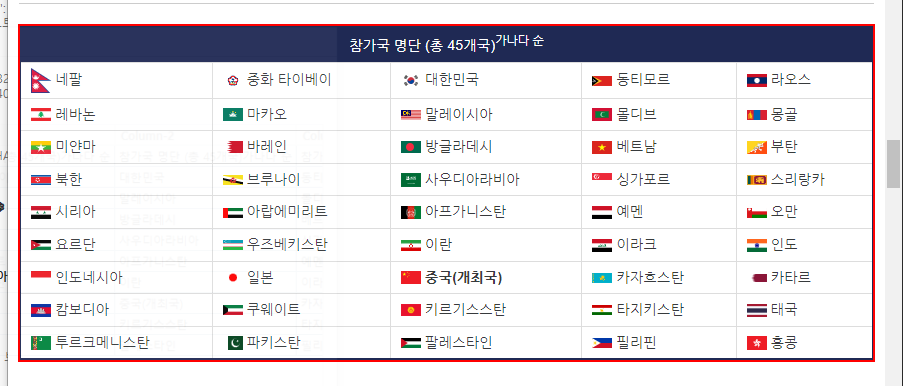 참가국 명단 (총 45개국)가나다 순
네팔 중화 타이베이 대한민국 동티모르 라오스
레바논 마카오 말레이시아 몰디브 몽골
미얀마 바레인 방글라데시 베트남 부탄
북한 브루나이 사우디아라비아 싱가포르 스리랑카
시리아 아랍에미리트 아프가니스탄 예멘 오만
요르단 우즈베키스탄 이란 이라크 인도
인도네시아 일본 중국(개최국) 카자흐스탄 카타르
캄보디아 쿠웨이트 키르기스스탄 타지키스탄 태국
투르크메니스탄 파키스탄 팔레스타인 필리핀 홍콩